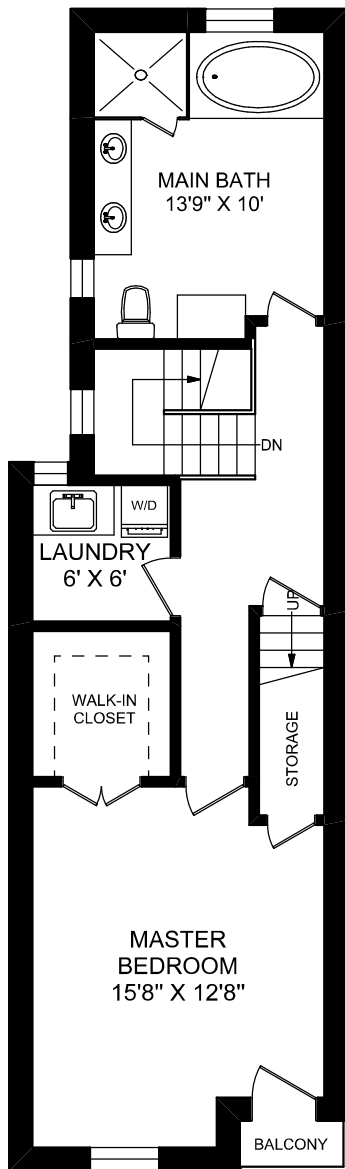 MAIN BATH
13'9" X 10'
DN
W/D
LAUNDRY
6' X 6'
UP
WALK-IN
CLOSET
STORAGE
MASTER
BEDROOM
15'8" X 12'8"
BALCONY